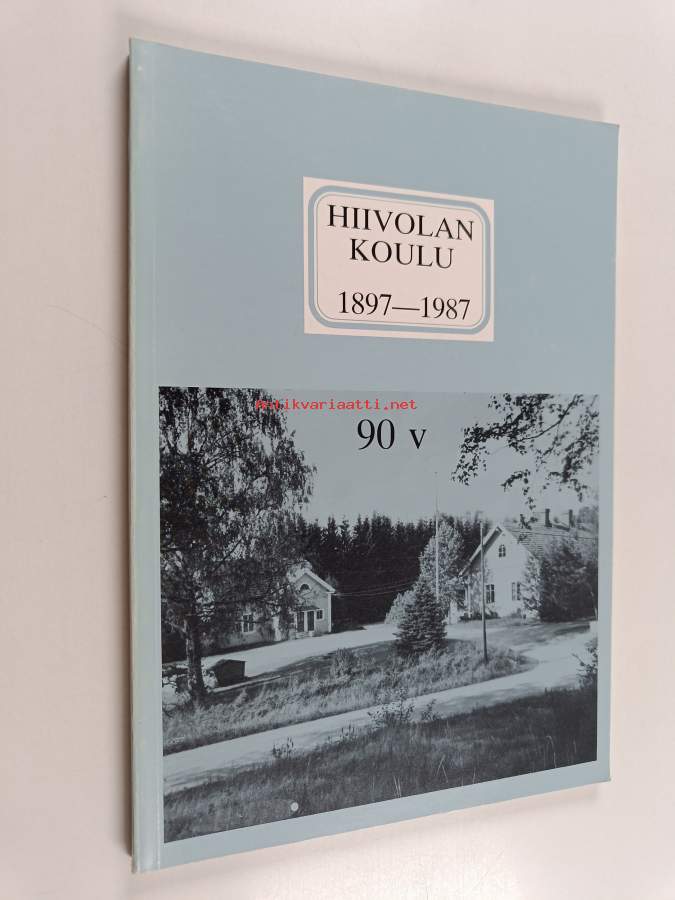 HIIVOLAN
KOULU
1897—1987
Antikvariaatti.net
90 v